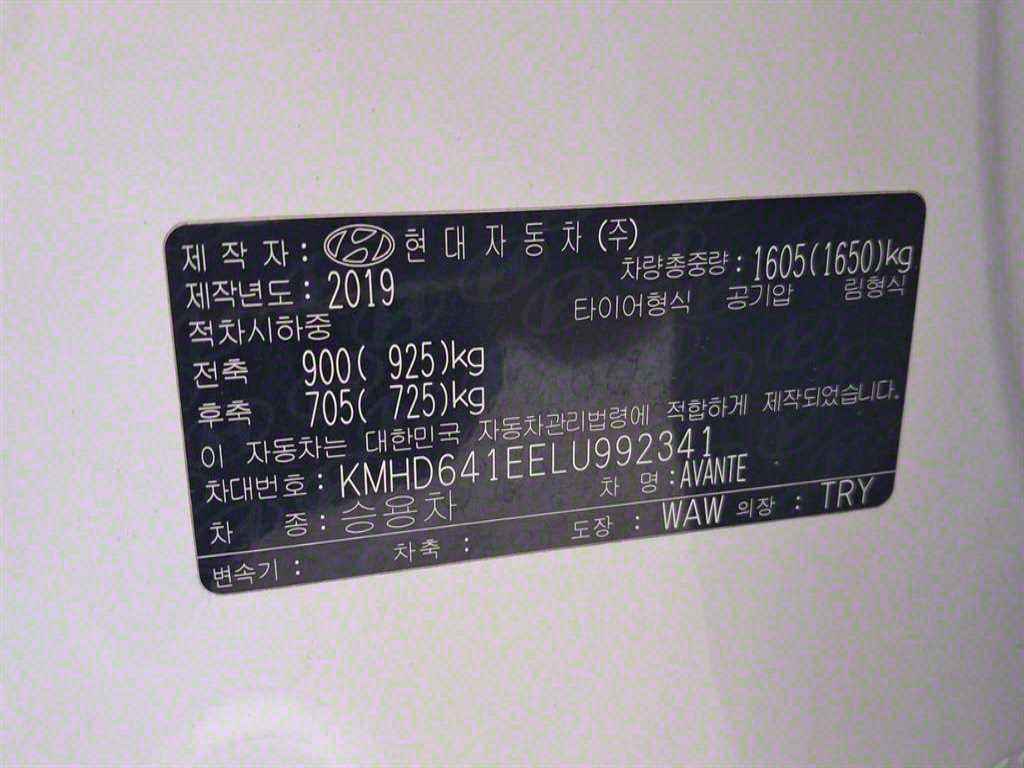 제 작 자 : 현 대 자 동 차 (주)
제작년도 : 2019 차량총중량 : 1605(1650)kg
적차시하중 타이어형식 공기압 림형식
전축 900( 925)kg
후축 705( 725)kg
이 자동차는 대한민국 자동차관리법령에 적합하게 제작되었습니다.
차대번호 : KMHD641EELU992341
차 종 : 승용차 차 명 : AVANTE
변속기 : 차축 : 도장 : WAW 의장 : TRY